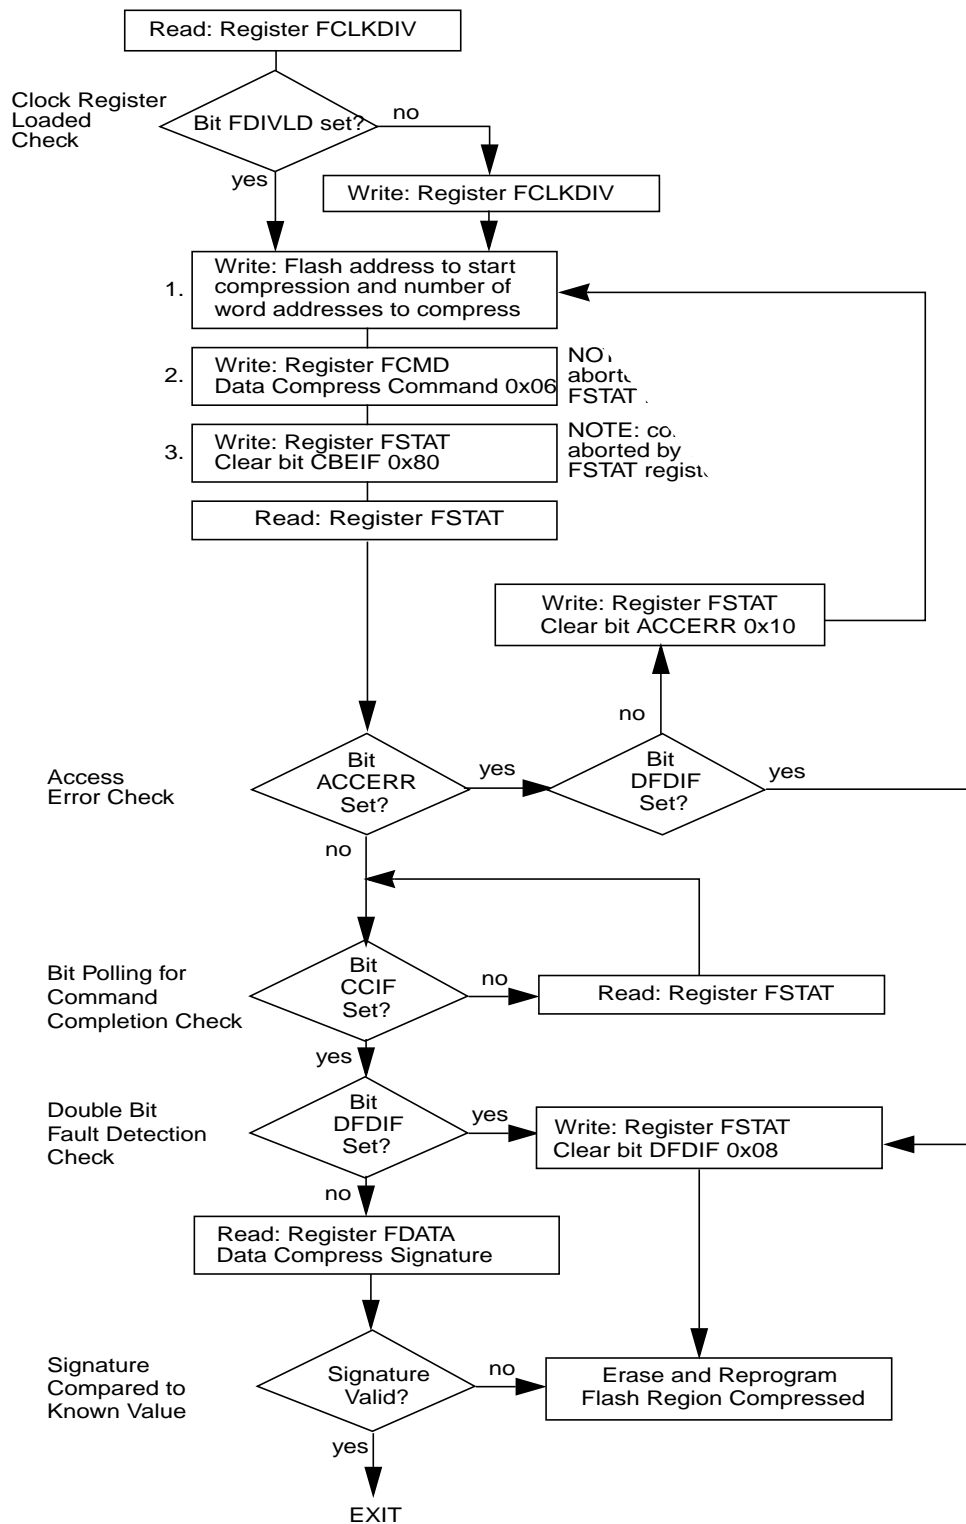 Read: Register FCLKDIV
Clock Register
Loaded
Check
Bit FDIVLD set?
no
yes
Write: Register FCLKDIV
1.
Write: Flash address to start
compression and number of
word addresses to compress
2.
Write: Register FCMD
Data Compress Command 0x06
FSTAT
3.
Write: Register FSTAT
Clear bit CBEIF 0x80
NOTE:
aborted by
FSTAT
Read: Register FSTAT
Write: Register FSTAT
Clear bit ACCERR 0x10
no
Access
Error Check
Bit
ACCERR
Set?
yes
Bit
DFDIF
Set?
yes
no
Bit Polling for
Command
Completion Check
Bit
CCIF
Set?
no
Read: Register FSTAT
yes
Double Bit
Fault Detection
Check
Bit
DFDIF
Set?
yes
Write: Register FSTAT
Clear bit DFDIF 0x08
no
Read: Register FDATA
Data Compress Signature
Signature
Compared to
Known Value
Signature
Valid?
no
Erase and Reprogram
Flash Region Compressed
yes
EXIT